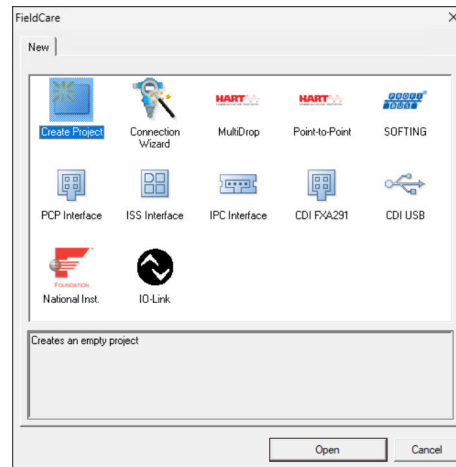 FieldCare
New
HART
HART
Create Project
Connection
Wizard
MultiDrop
Point-to-Point
SOFTING
PCP Interface
ISS Interface
IPC Interface
CDI FXA291
CDI USB
FOUNDATION
National Inst.
IO-Link
Creates an empty project
Open
Cancel